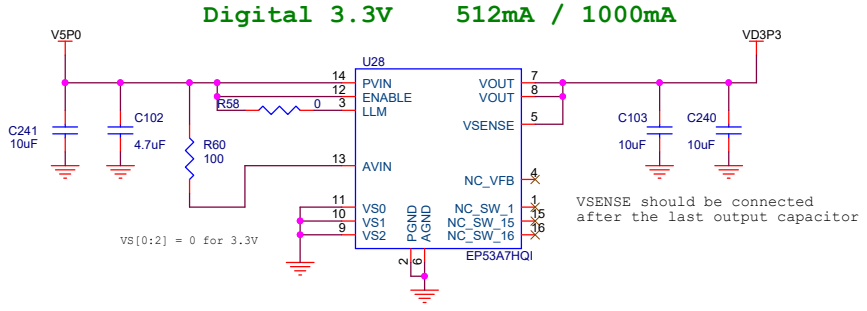 Digital 3.3V 512mA / 1000mA
V5P0
VD3P3
U28
14 PVIN VOUT 7
12 ENABLE VOUT 8
R58 0 3 LLM
VSENSE 5
C241
10uF
C102
4.7uF
R60
100
C103
10uF
C240
10uF
13 AVIN
NC_VFB 4
11 VS0 NC_SW_1 1
10 VS1 NC_SW_15 15
9 VS2 NC_SW_16 16
PGND
AGND
2
6
EP53A7HQI
VS[0:2] = 0 for 3.3V
VSENSE should be connected
after the last output capacitor